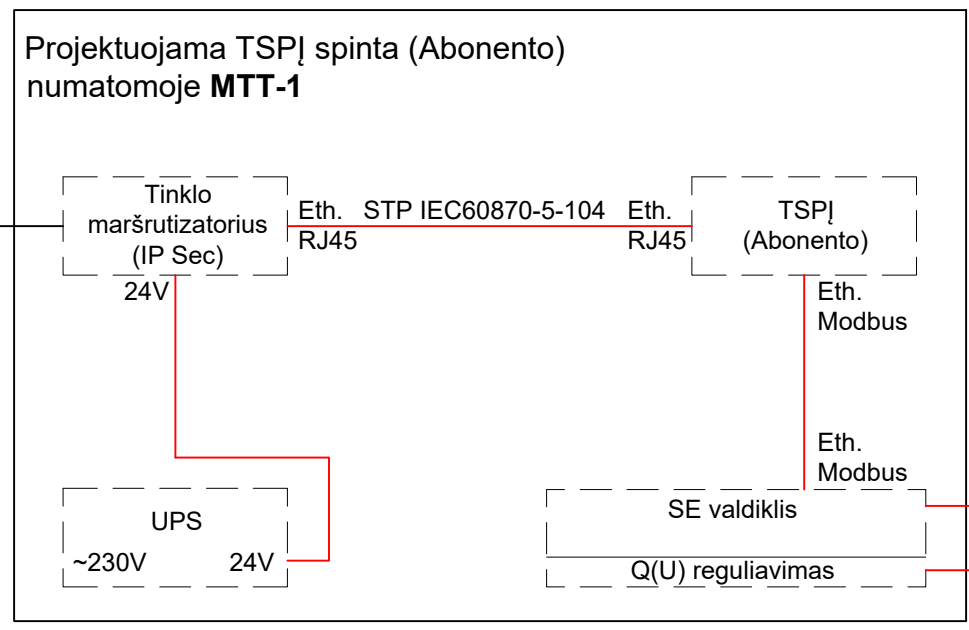 Projektuojama TSPĮ spinta (Abonento)
numatomoje MTT-1
Tinklo
maršrutizatorius
(IP Sec)
24V
Eth. STP IEC60870-5-104 Eth.
RJ45 RJ45
TSPĮ
(Abonento)
Eth.
Modbus
Eth.
Modbus
UPS
~230V 24V
SE valdiklis
Q(U) reguliavimas